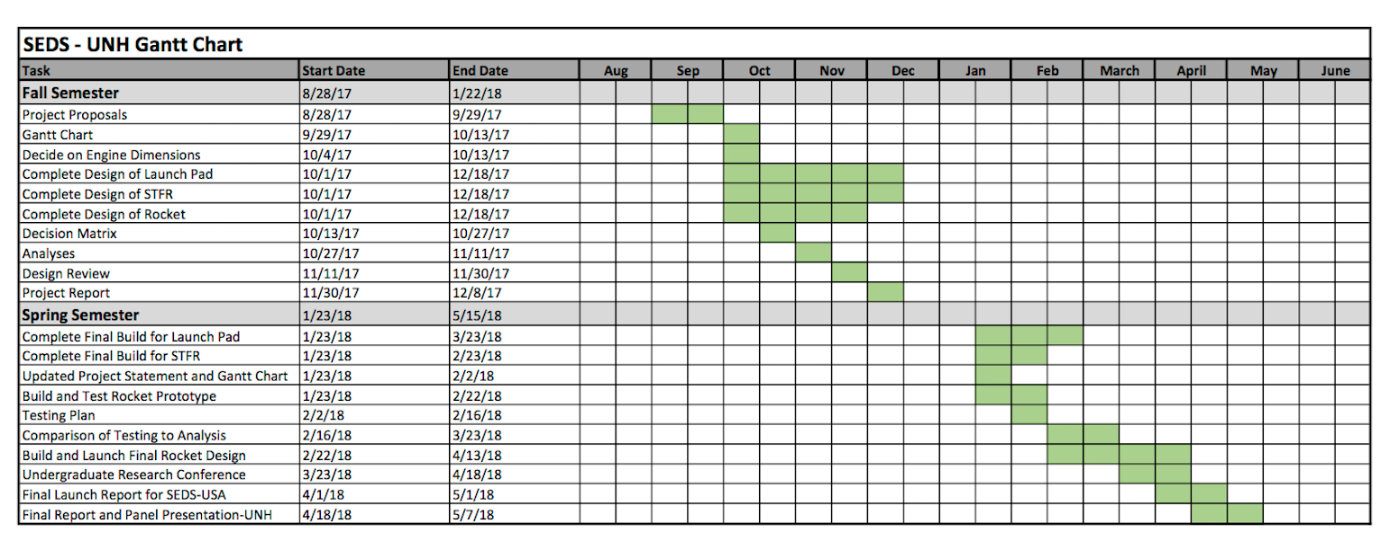 SEDS - UNH Gantt Chart
Task Start Date End Date Aug Sep Oct Nov Dec Jan Feb March April May June
Fall Semester 8/28/17 1/22/18
Project Proposals 8/28/17 9/29/17
Gantt Chart 9/29/17 10/13/17
Decide on Engine Dimensions 10/4/17 10/13/17
Complete Design of Launch Pad 10/1/17 12/18/17
Complete Design of STFR 10/1/17 12/18/17
Complete Design of Rocket 10/1/17 12/18/17
Decision Matrix 10/13/17 10/27/17
Analyses 10/27/17 11/11/17
Design Review 11/11/17 11/30/17
Project Report 11/30/17 12/8/17
Spring Semester 1/23/18 5/15/18
Complete Final Build for Launch Pad 1/23/18 3/23/18
Complete Final Build for STFR 1/23/18 2/23/18
Updated Project Statement and Gantt Chart 1/23/18 2/2/18
Build and Test Rocket Prototype 1/23/18 2/22/18
Testing Plan 2/2/18 2/16/18
Comparison of Testing to Analysis 2/16/18 3/23/18
Build and Launch Final Rocket Design 2/22/18 4/13/18
Undergraduate Research Conference 3/23/18 4/18/18
Final Launch Report for SEDS-USA 4/1/18 5/1/18
Final Report and Panel Presentation-UNH 4/18/18 5/7/18